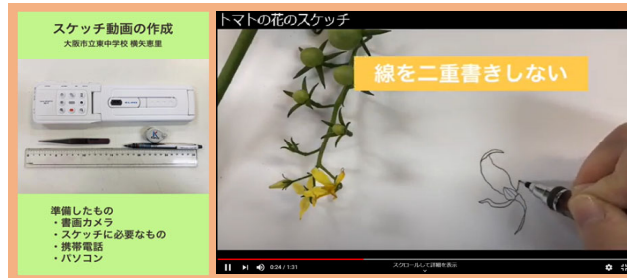 スケッチ動画の作成
大阪市立東中学校 横矢恵里
準備したもの
・書画カメラ
・スケッチに必要なもの
・携帯電話
・パソコン
トマトの花のスケッチ
線を二重書きしない
0:24 / 1:31
スクロールして詳細を表示